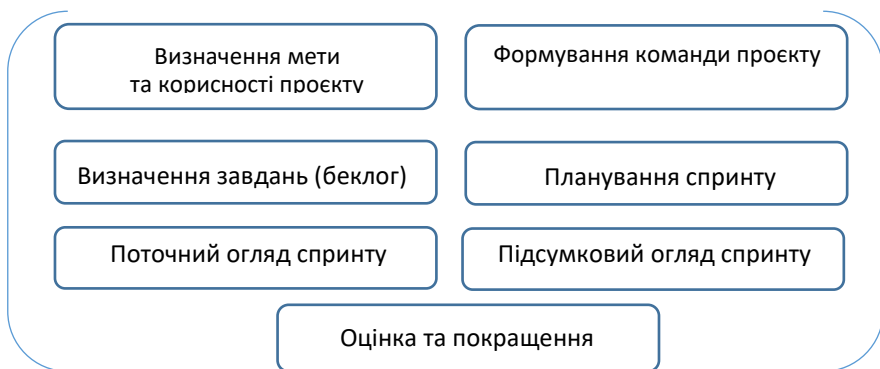 Визначення мети
та корисності проєкту
Формування команди проєкту
Визначення завдань (беклог)
Планування спринту
Поточний огляд спринту
Підсумковий огляд спринту
Оцінка та покращення